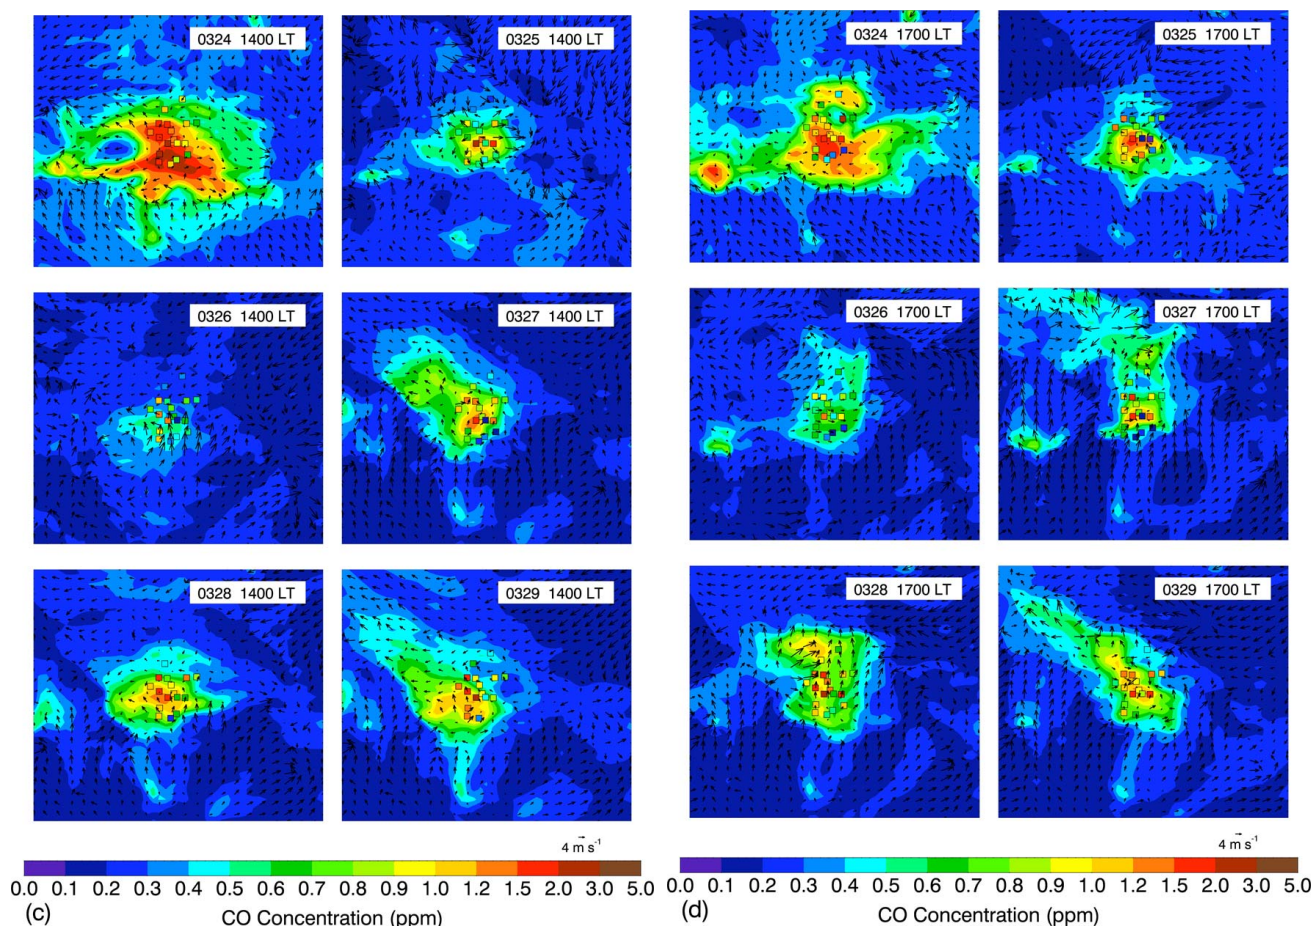 0324 1400 LT
0325 1400 LT
0324 1700 LT
0325 1700 LT
0326 1400 LT
0327 1400 LT
0326 1700 LT
0327 1700 LT
0328 1400 LT
0329 1400 LT
0328 1700 LT
0329 1700 LT
4 m s⁻¹
4 m s⁻¹
0.0 0.1 0.2 0.3 0.4 0.5 0.6 0.7 0.8 0.9 1.0 1.2 1.5 2.0 3.0 5.0
0.0 0.1 0.2 0.3 0.4 0.5 0.6 0.7 0.8 0.9 1.0 1.2 1.5 2.0 3.0 5.0
(c) CO Concentration (ppm)
(d) CO Concentration (ppm)